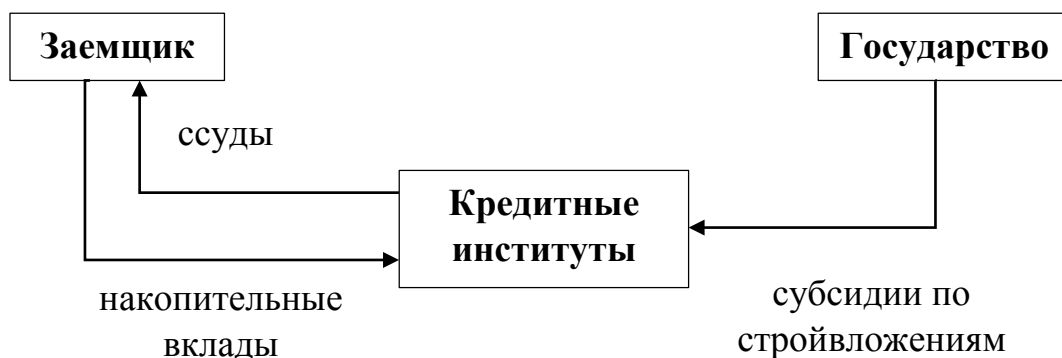 Заемщик
Государство
ссуды
Кредитные
институты
накопительные
вклады
субсидии по
стройвложениям